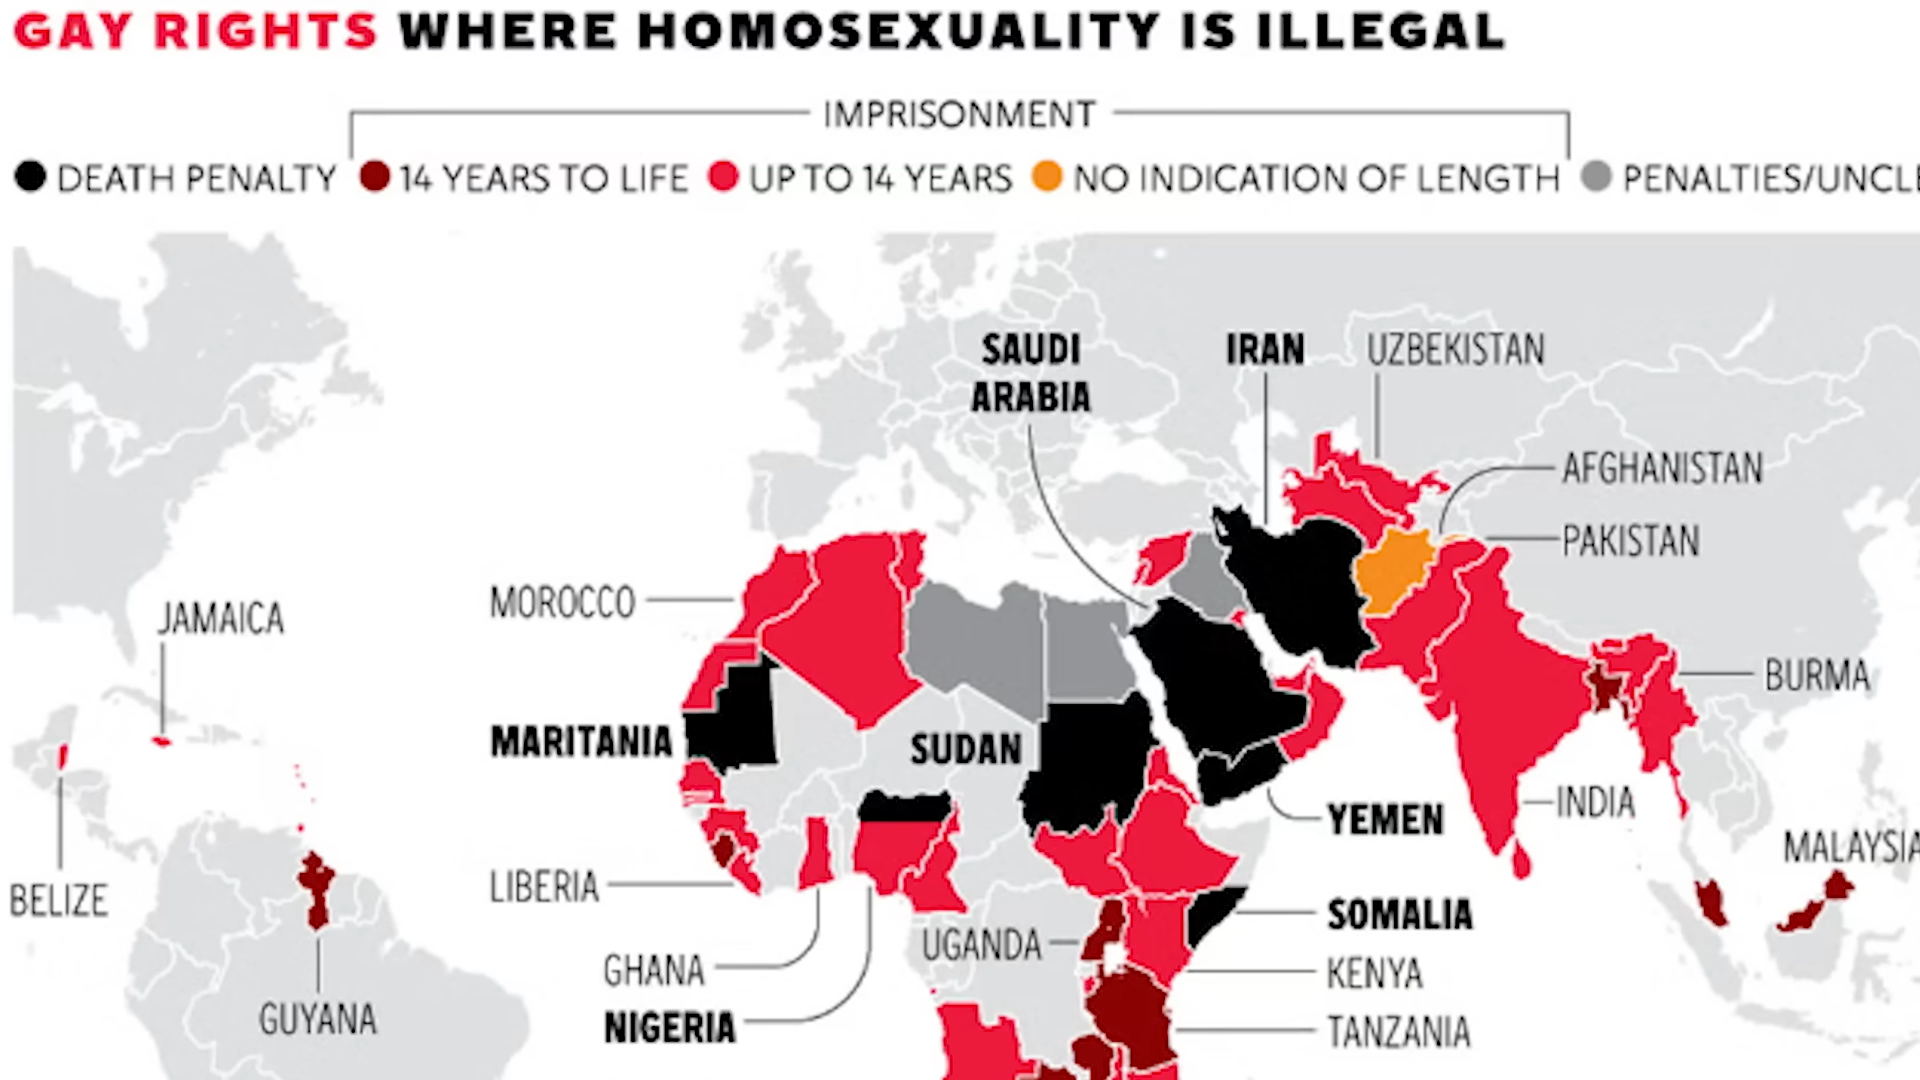 GAY RIGHTS WHERE HOMOSEXUALITY IS ILLEGAL
IMPRISONMENT
DEATH PENALTY
14 YEARS TO LIFE
UP TO 14 YEARS
NO INDICATION OF LENGTH
PENALTIES/UNCLE
SAUDI
ARABIA
IRAN
UZBEKISTAN
AFGHANISTAN
PAKISTAN
MOROCCO
JAMAICA
BURMA
MARITANIA
SUDAN
INDIA
YEMEN
MALAYSIA
LIBERIA
BELIZE
SOMALIA
UGANDA
GHANA
KENYA
GUYANA
NIGERIA
TANZANIA